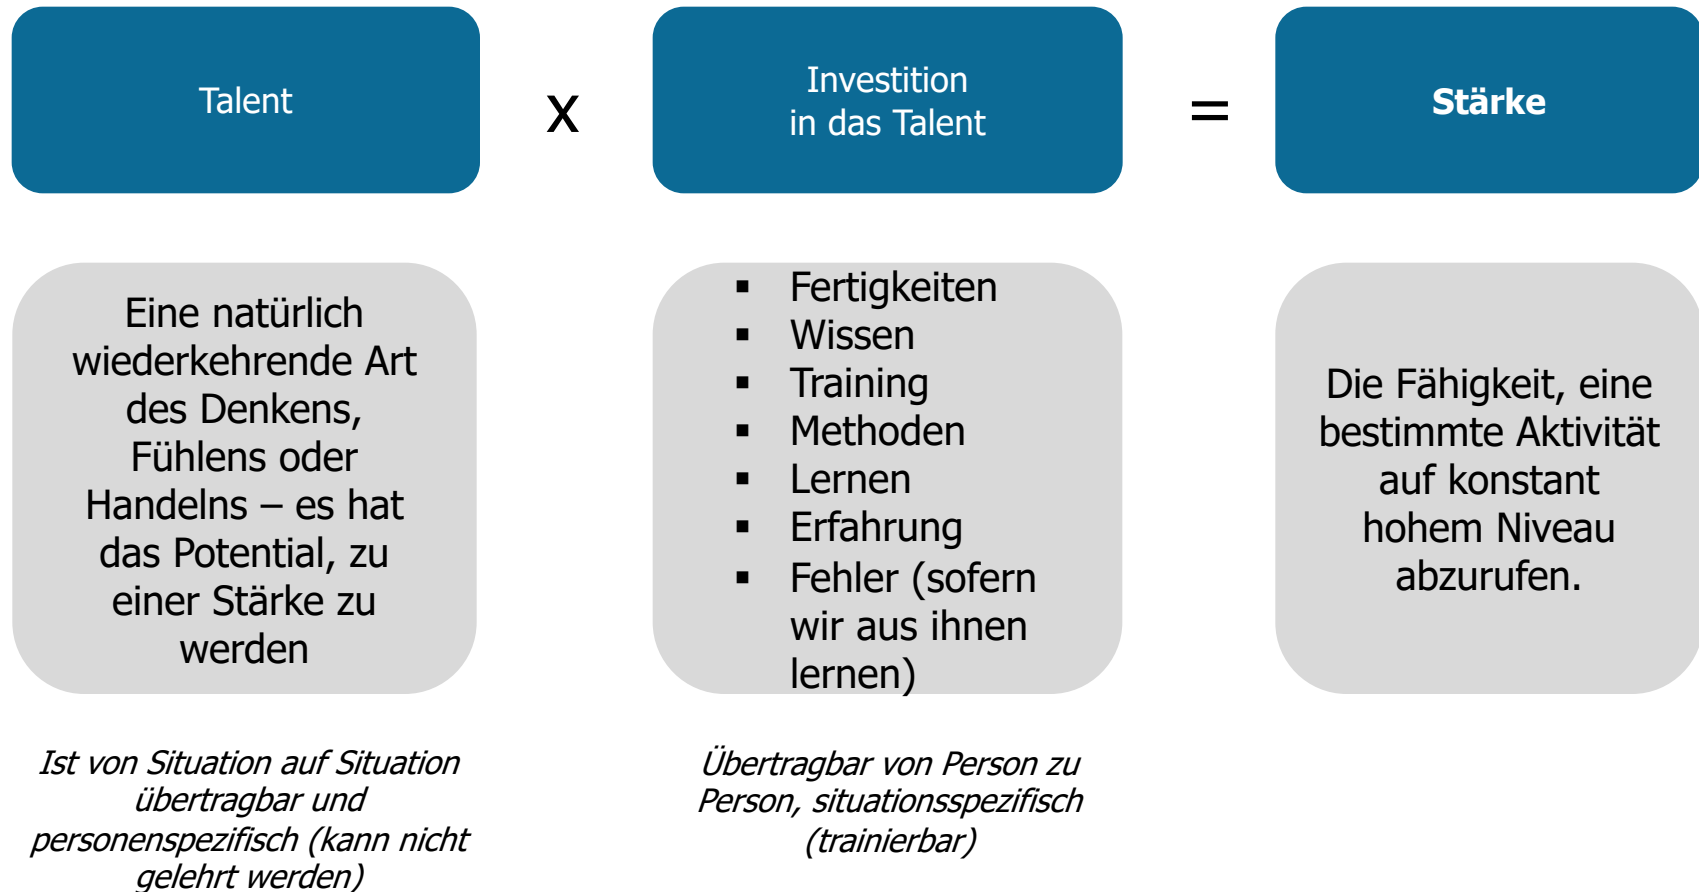 Talent
x
Investition
in das Talent
=
Stärke
Eine natürlich
wiederkehrende Art
des Denkens,
Fühlens oder
Handelns – es hat
das Potential, zu
einer Stärke zu
werden
▪ Fertigkeiten
▪ Wissen
▪ Training
▪ Methoden
▪ Lernen
▪ Erfahrung
▪ Fehler (sofern
wir aus ihnen
lernen)
Die Fähigkeit, eine
bestimmte Aktivität
auf konstant
hohem Niveau
abzurufen.
Ist von Situation auf Situation
übertragbar und
personenspezifisch (kann nicht
gelehrt werden)
Übertragbar von Person zu
Person, situationsspezifisch
(trainierbar)